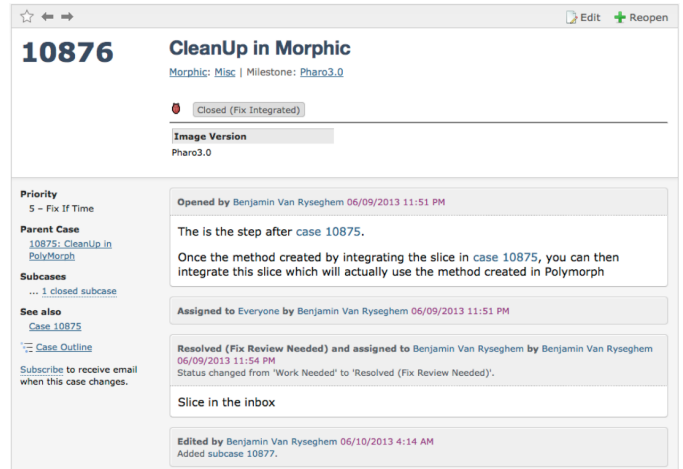 Edit Reopen
10876
CleanUp in Morphic
Morphic: Misc | Milestone: Pharo3.0
Closed (Fix Integrated)
Image Version
Pharo3.0
Priority
5 – Fix If Time
Parent Case
10875: CleanUp in
PolyMorph
Subcases
... 1 closed subcase
See also
Case 10875
Case Outline
Subscribe to receive email
when this case changes.
Opened by Benjamin Van Ryseghem 06/09/2013 11:51 PM
The is the step after case 10875.
Once the method created by integrating the slice in case 10875, you can then
integrate this slice which will actually use the method created in Polymorph
Assigned to Everyone by Benjamin Van Ryseghem 06/09/2013 11:51 PM
Resolved (Fix Review Needed) and assigned to Benjamin Van Ryseghem by Benjamin Van Ryseghem
06/09/2013 11:54 PM
Status changed from 'Work Needed' to 'Resolved (Fix Review Needed)'.
Slice in the inbox
Edited by Benjamin Van Ryseghem 06/10/2013 4:14 AM
Added subcase 10877.